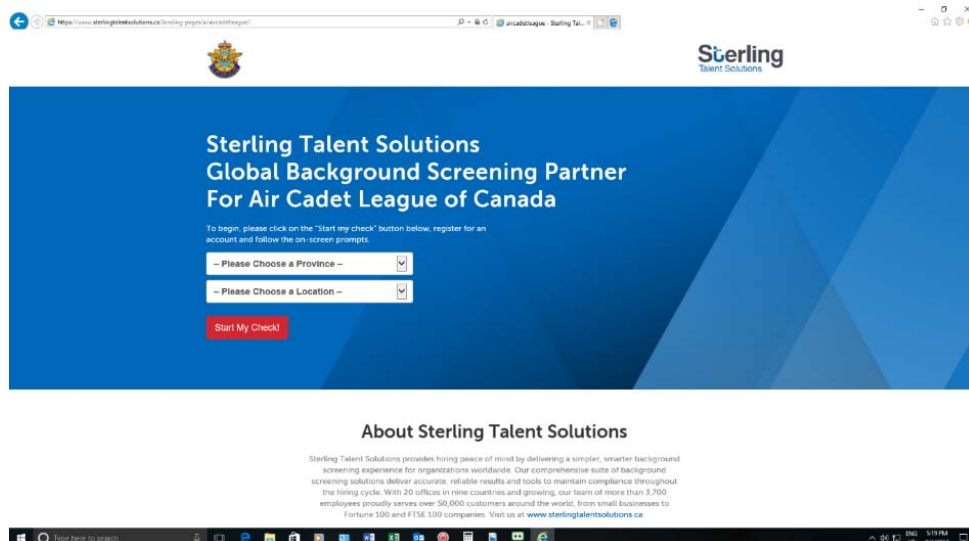 aircadetleague - Sterling Tal...
Sterling
Talent Solutions
Sterling Talent Solutions
Global Background Screening Partner
For Air Cadet League of Canada
To begin, please click on the "Start my check" button below, register for an
account and follow the on-screen prompts.
– Please Choose a Province –
– Please Choose a Location –
Start My Check!
About Sterling Talent Solutions
Sterling Talent Solutions provides hiring peace of mind by delivering a simpler, smarter background
screening experience for organizations worldwide. Our comprehensive suite of background
screening solutions deliver accurate, reliable results and tools to maintain compliance throughout
the hiring cycle. With 20 offices in nine countries and growing, our team of more than 3,700
employees proudly serves over 50,000 customers around the world, from small businesses to
Fortune 100 and FTSE 100 companies. Visit us at www.sterlingtalentsolutions.ca
Type here to search
ENG
5:19 PM